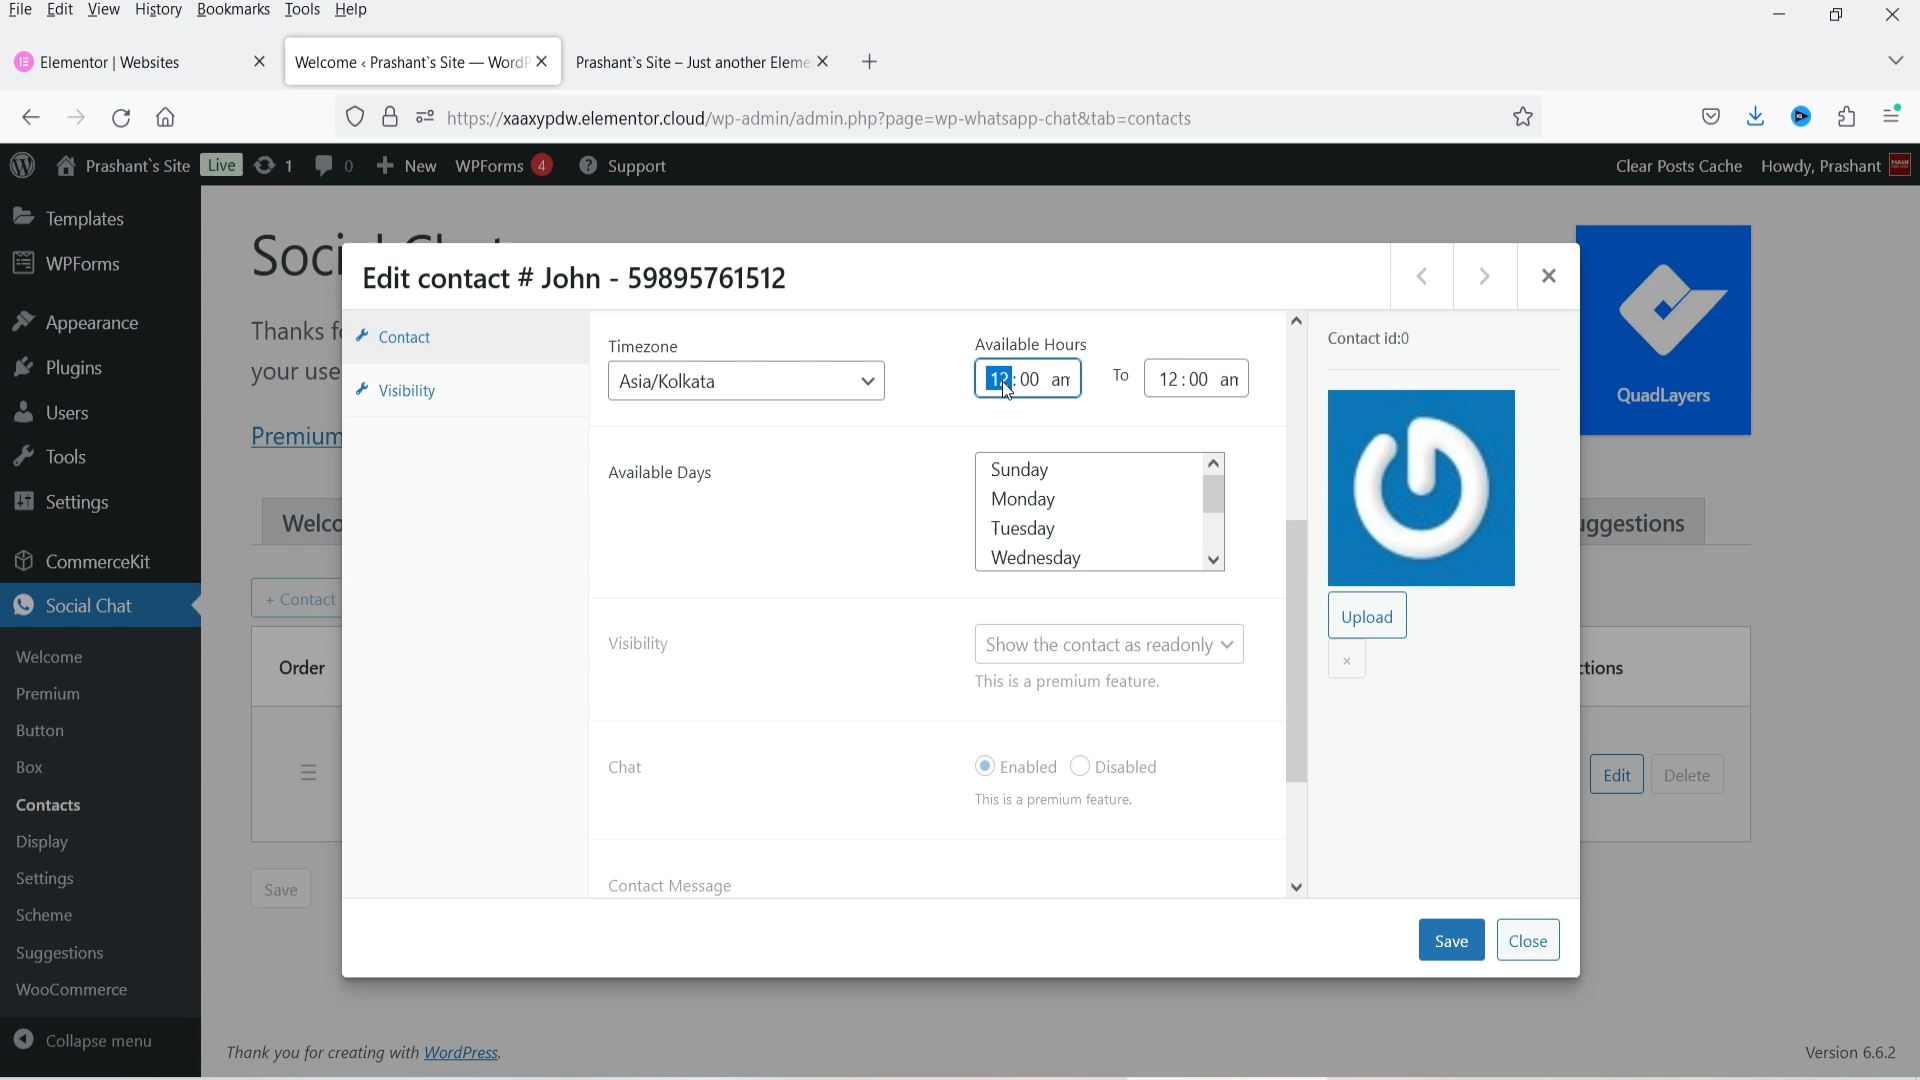 File Edit View History Bookmarks Tools Help
Elementor | Websites
Welcome ‹ Prashant`s Site — WordP
Prashant`s Site – Just another Eleme
https://xaaxypdw.elementor.cloud/wp-admin/admin.php?page=wp-whatsapp-chat&tab=contacts
Prashant`s Site Live 1 0 New WPForms 4 Support Clear Posts Cache Howdy, Prashant
Templates
WPForms
Appearance
Plugins
Users
Tools
Settings
CommerceKit
Social Chat
Welcome
Premium
Button
Box
Contacts
Display
Settings
Scheme
Suggestions
WooCommerce
Collapse menu
Thanks f
your use
Premium
Welco
+ Contact
Order
Save
Edit contact # John - 59895761512
Contact
Visibility
Timezone
Asia/Kolkata
Available Hours
12:00 am To 12:00 am
Available Days
Sunday
Monday
Tuesday
Wednesday
Visibility
Show the contact as readonly
This is a premium feature.
Chat
Enabled Disabled
This is a premium feature.
Contact Message
Contact id:0
Upload
×
Save Close
QuadLayers
uggestions
ctions
Edit Delete
Thank you for creating with WordPress.
Version 6.6.2